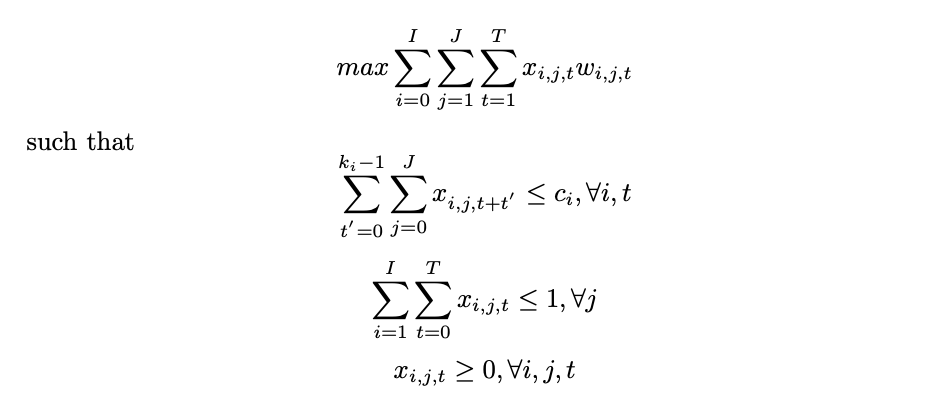 $$max \sum_{i=0}^{I} \sum_{j=1}^{J} \sum_{t=1}^{T} x_{i,j,t} w_{i,j,t}$$
such that
$$\sum_{t'=0}^{k_i-1} \sum_{j=0}^{J} x_{i,j,t+t'} \leq c_i, \forall i, t$$
$$\sum_{i=1}^{I} \sum_{t=0}^{T} x_{i,j,t} \leq 1, \forall j$$
$$x_{i,j,t} \geq 0, \forall i, j, t$$